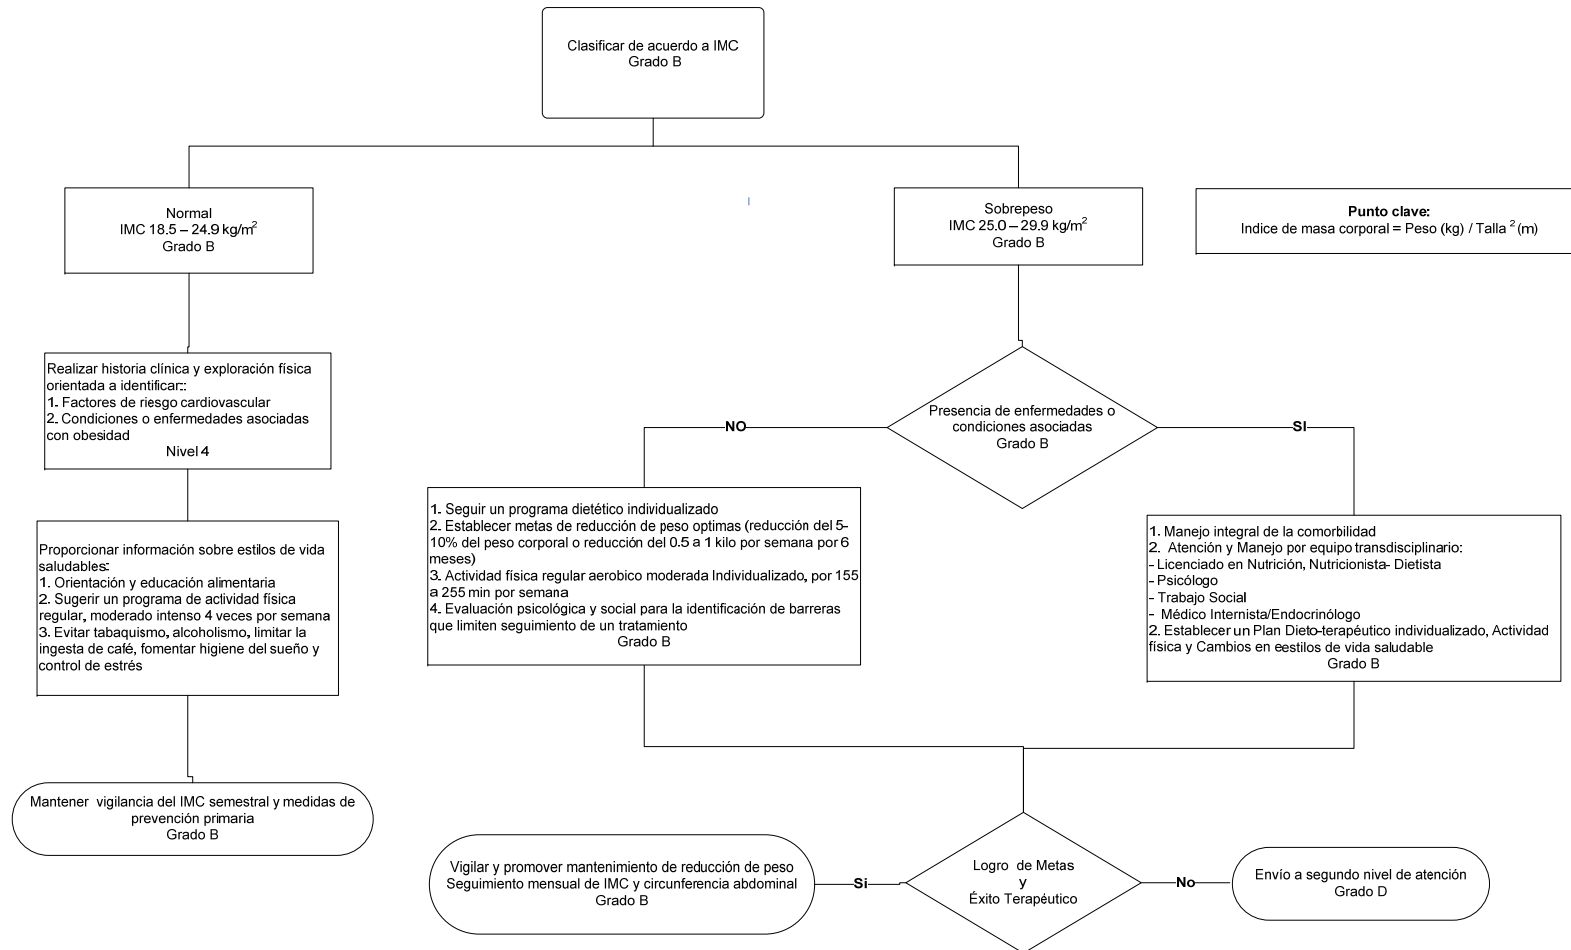 Clasificar de acuerdo a IMC
Grado B
Normal
IMC 18.5 – 24.9 kg/m²
Grado B
Sobrepeso
IMC 25.0 – 29.9 kg/m²
Grado B
Punto clave:
Indice de masa corporal = Peso (kg) / Talla ² (m)
Realizar historia clínica y exploración física
orientada a identificar::
1. Factores de riesgo cardiovascular
2. Condiciones o enfermedades asociadas
con obesidad
Nivel 4
Presencia de enfermedades o
condiciones asociadas
Grado B
NO
SI
1. Seguir un programa dietético individualizado
2. Establecer metas de reducción de peso optimas (reducción del 5-
10% del peso corporal o reducción del 0.5 a 1 kilo por semana por 6
meses)
3. Actividad física regular aerobico moderada Individualizado, por 155
a 255 min por semana
4. Evaluación psicológica y social para la identificación de barreras
que limiten seguimiento de un tratamiento
Grado B
1. Manejo integral de la comorbilidad
2. Atención y Manejo por equipo transdisciplinario:
- Licenciado en Nutrición, Nutricionista- Dietista
- Psicólogo
- Trabajo Social
- Médico Internista/Endocrinólogo
2. Establecer un Plan Dieto-terapéutico individualizado, Actividad
física y Cambios en eestilos de vida saludable
Grado B
Proporcionar información sobre estilos de vida
saludables:
1. Orientación y educación alimentaria
2. Sugerir un programa de actividad física
regular, moderado intenso 4 veces por semana
3. Evitar tabaquismo, alcoholismo, limitar la
ingesta de café, fomentar higiene del sueño y
control de estrés
Mantener vigilancia del IMC semestral y medidas de
prevención primaria
Grado B
Vigilar y promover mantenimiento de reducción de peso
Seguimiento mensual de IMC y circunferencia abdominal
Grado B
Si
Logro de Metas
y
Éxito Terapéutico
No
Envío a segundo nivel de atención
Grado D